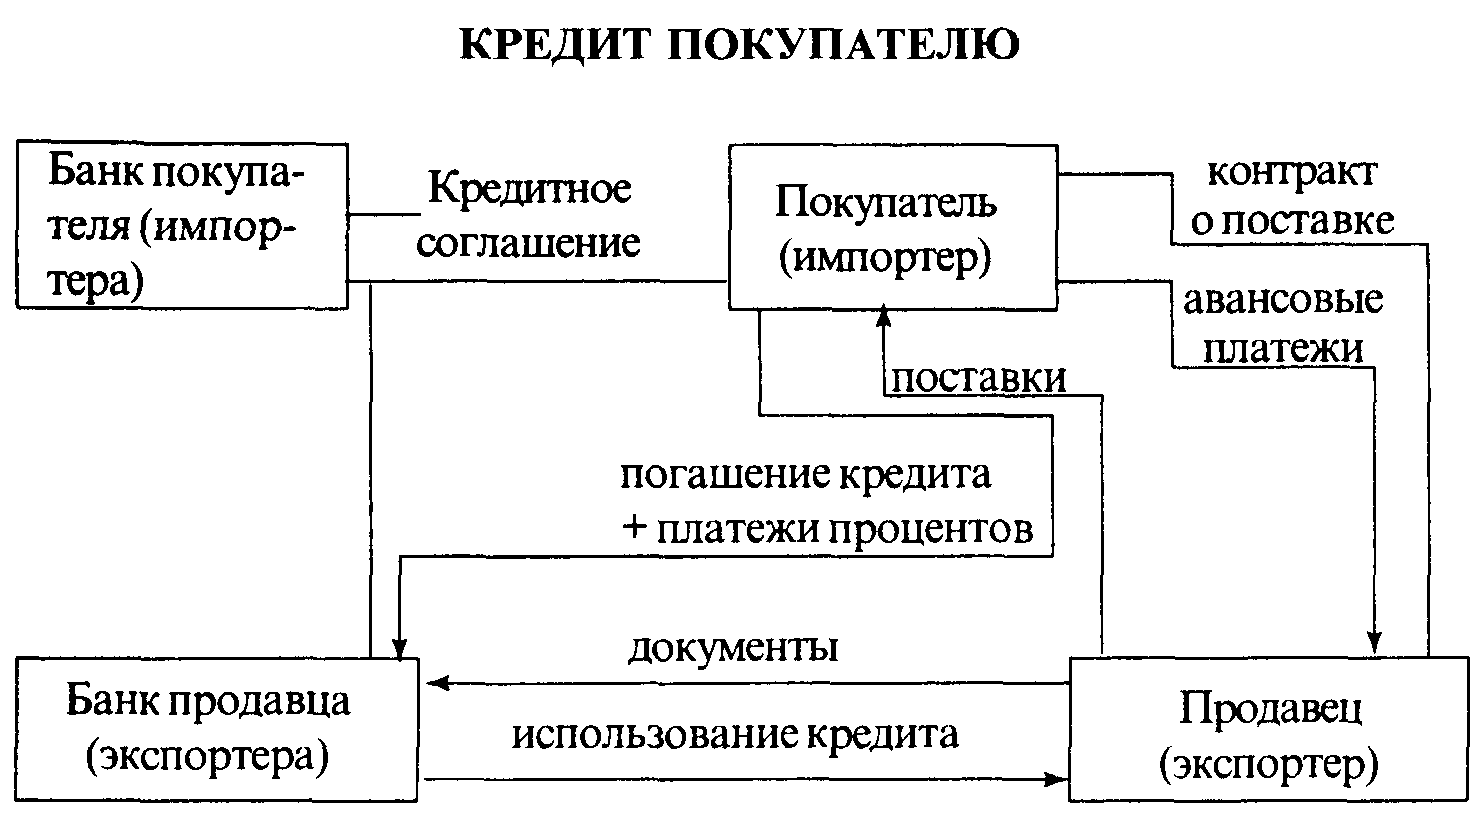 КРЕДИТ ПОКУПАТЕЛЮ
Банк покупа-
теля (импор-
тера)
Кредитное
соглашение
Покупатель
(импортер)
контракт
о поставке
авансовые
платежи
поставки
погашение кредита
+ платежи процентов
документы
использование кредита
Банк продавца
(экспортера)
Продавец
(экспортер)